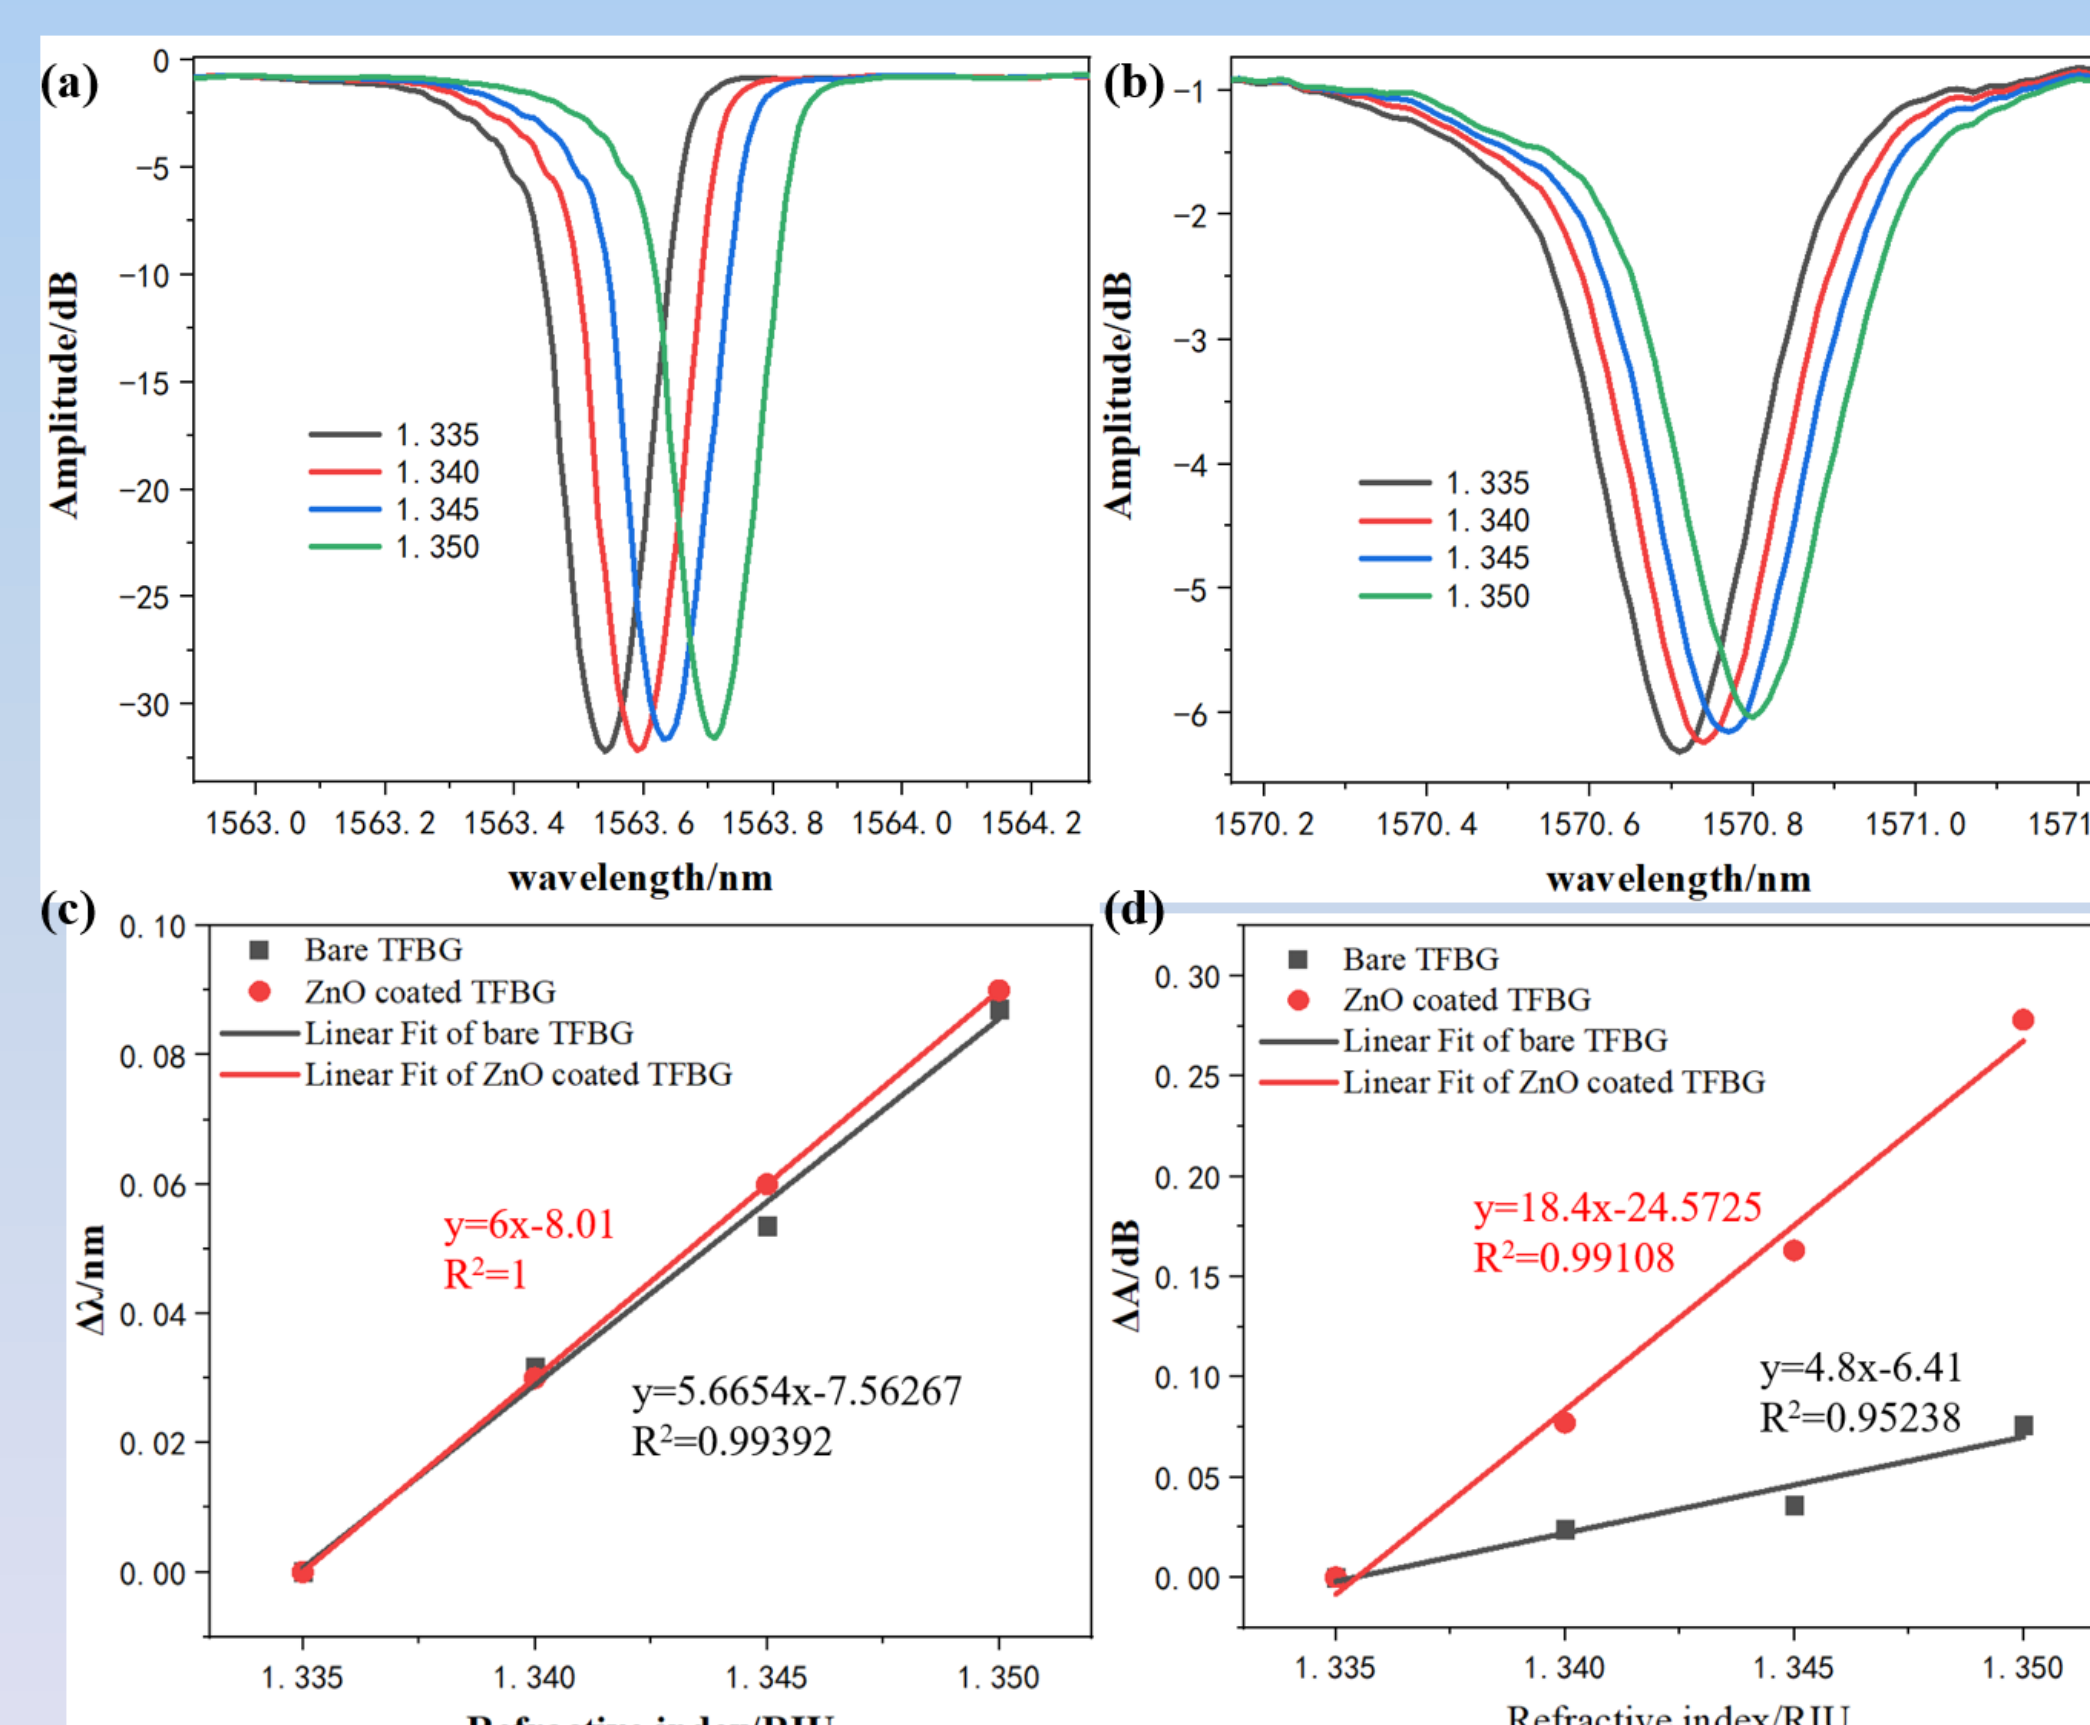 (a)
0
−5
−10
−15
−20
−25
−30
Amplitude/dB
1.335
1.340
1.345
1.350
1563.0 1563.2 1563.4 1563.6 1563.8 1564.0 1564.2
wavelength/nm
(b)
−1
−2
−3
−4
−5
−6
Amplitude/dB
1.335
1.340
1.345
1.350
1570.2 1570.4 1570.6 1570.8 1571.0 1571
wavelength/nm
(c)
0.10
0.08
0.06
0.04
0.02
0.00
Δλ/nm
Bare TFBG
ZnO coated TFBG
Linear Fit of bare TFBG
Linear Fit of ZnO coated TFBG
y=6x-8.01
R²=1
y=5.6654x-7.56267
R²=0.99392
1.335 1.340 1.345 1.350
Refractive index/RIU
(d)
0.30
0.25
0.20
0.15
0.10
0.05
0.00
ΔA/dB
Bare TFBG
ZnO coated TFBG
Linear Fit of bare TFBG
Linear Fit of ZnO coated TFBG
y=18.4x-24.5725
R²=0.99108
y=4.8x-6.41
R²=0.95238
1.335 1.340 1.345 1.350
Refractive index/RIU